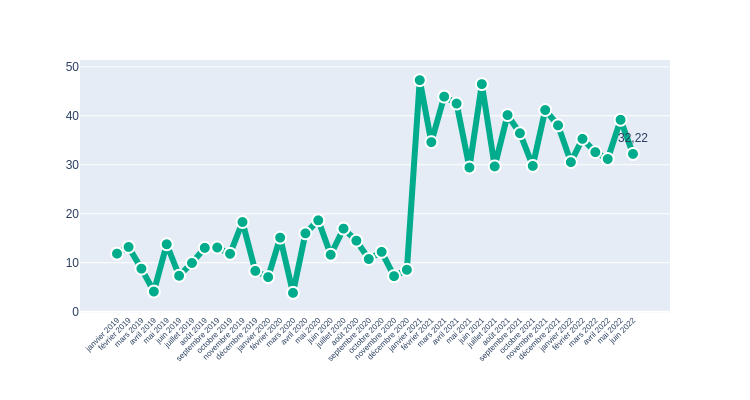 50
40
30
20
10
0
32.22
janvier 2019
février 2019
mars 2019
avril 2019
mai 2019
juin 2019
juillet 2019
août 2019
septembre 2019
octobre 2019
novembre 2019
décembre 2019
janvier 2020
février 2020
mars 2020
avril 2020
mai 2020
juin 2020
juillet 2020
août 2020
septembre 2020
octobre 2020
novembre 2020
décembre 2020
janvier 2021
février 2021
mars 2021
avril 2021
mai 2021
juin 2021
juillet 2021
août 2021
septembre 2021
octobre 2021
novembre 2021
décembre 2021
janvier 2022
février 2022
mars 2022
avril 2022
mai 2022
juin 2022